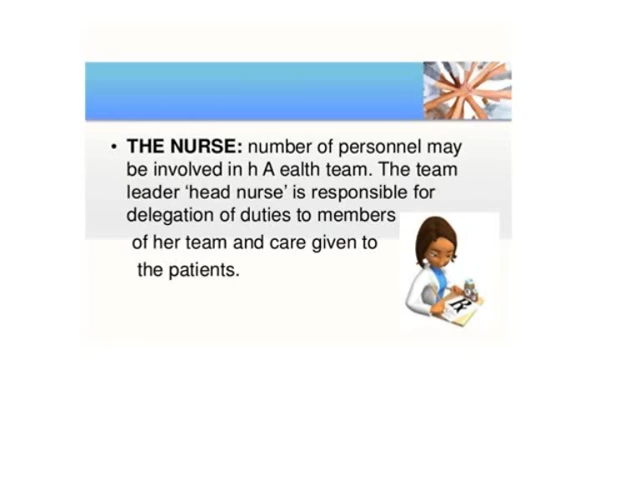 • THE NURSE: number of personnel may
be involved in h A ealth team. The team
leader ‘head nurse’ is responsible for
delegation of duties to members
of her team and care given to
the patients.